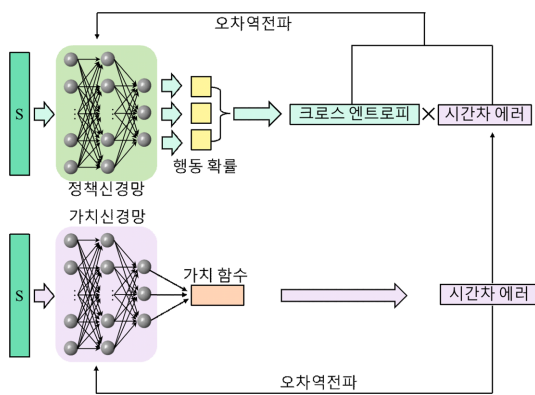 오차역전파
S
크로스 엔트로피 × 시간차 에러
행동 확률
정책신경망
가치신경망
가치 함수
S
시간차 에러
오차역전파